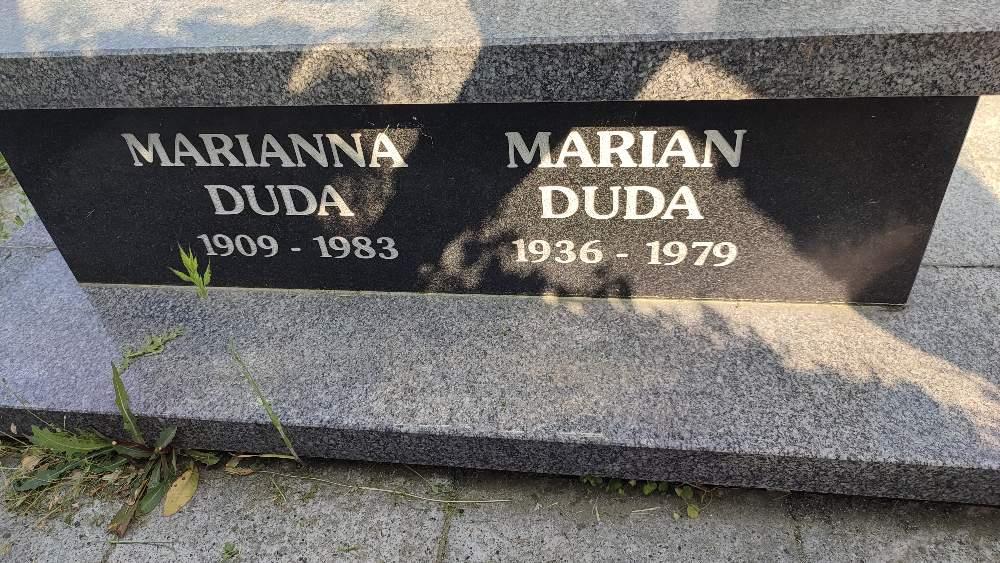 MARIANNA
DUDA
1909 - 1983
MARIAN
DUDA
1936 - 1979